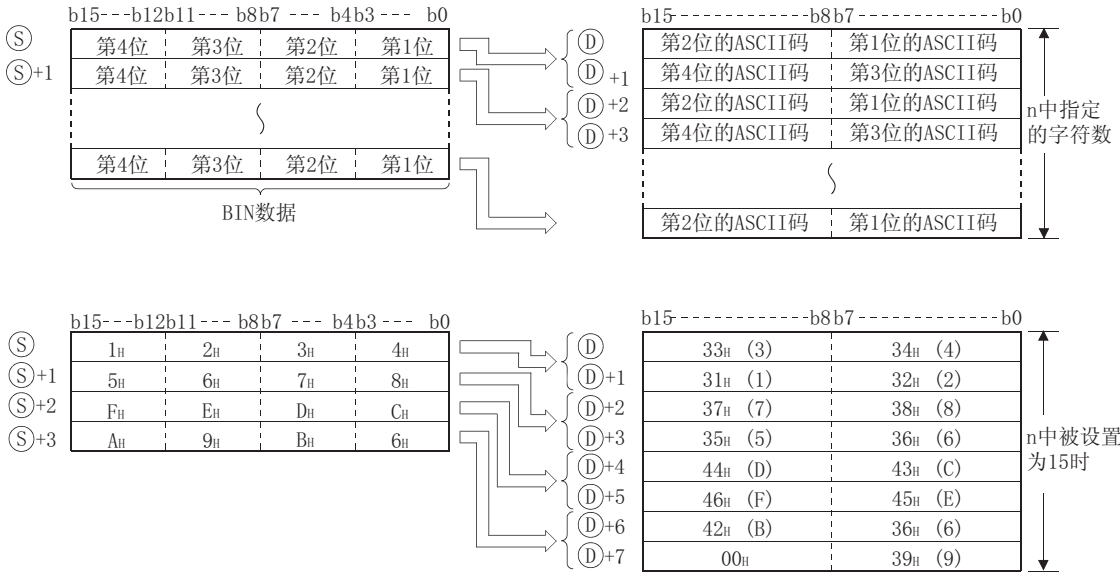 b15---b12b11--- b8b7 --- b4b3--- b0
b15-------------b8b7-------------b0
Ⓢ 第4位 第3位 第2位 第1位
Ⓓ 第2位的ASCII码 第1位的ASCII码
Ⓢ+1 第4位 第3位 第2位 第1位
Ⓓ+1 第4位的ASCII码 第3位的ASCII码
Ⓓ+2 第2位的ASCII码 第1位的ASCII码
Ⓓ+3 第4位的ASCII码 第3位的ASCII码
n中指定
的字符数
第4位 第3位 第2位 第1位
BIN数据
第2位的ASCII码 第1位的ASCII码
b15---b12b11--- b8b7 --- b4b3 --- b0
b15-------------b8b7-------------b0
Ⓢ 1H 2H 3H 4H
Ⓢ+1 5H 6H 7H 8H
Ⓢ+2 FH EH DH CH
Ⓢ+3 AH 9H BH 6H
Ⓓ 33H (3) 34H (4)
Ⓓ+1 31H (1) 32H (2)
Ⓓ+2 37H (7) 38H (8)
Ⓓ+3 35H (5) 36H (6)
Ⓓ+4 44H (D) 43H (C)
Ⓓ+5 46H (F) 45H (E)
Ⓓ+6 42H (B) 36H (6)
Ⓓ+7 00H 39H (9)
n中被设置
为15时